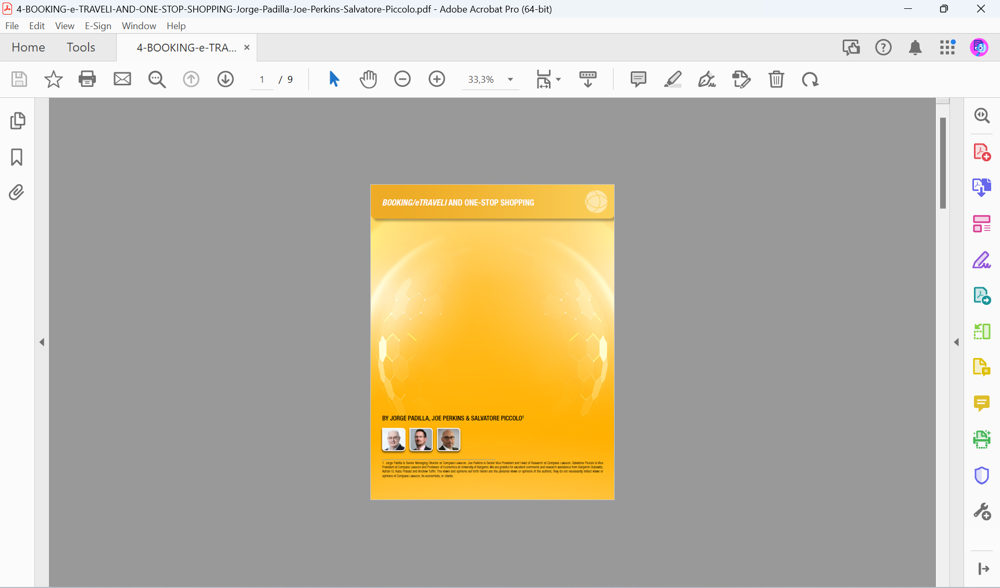 4-BOOKING-e-TRAVELI-AND-ONE-STOP-SHOPPING-Jorge-Padilla-Joe-Perkins-Salvatore-Piccolo.pdf - Adobe Acrobat Pro (64-bit)
File Edit View E-Sign Window Help
Home Tools 4-BOOKING-e-TRA... ×
1 / 9 33,3%
BOOKING/eTRAVELI AND ONE-STOP SHOPPING
BY JORGE PADILLA, JOE PERKINS & SALVATORE PICCOLO¹
1 Jorge Padilla is Senior Managing Director at Compass Lexecon. Joe Perkins is Senior Vice President and Head of Research at Compass Lexecon. Salvatore Piccolo is Vice
President at Compass Lexecon and Professor of Economics at University of Bergamo. We are grateful for excellent comments and research assistance from Benjamin Dubowitz,
Adrian Er, Kadu Prasad and Andrew Tuffin. The views and opinions set forth herein are the personal views or opinions of the authors; they do not necessarily reflect views or
opinions of Compass Lexecon, its economists, or clients.